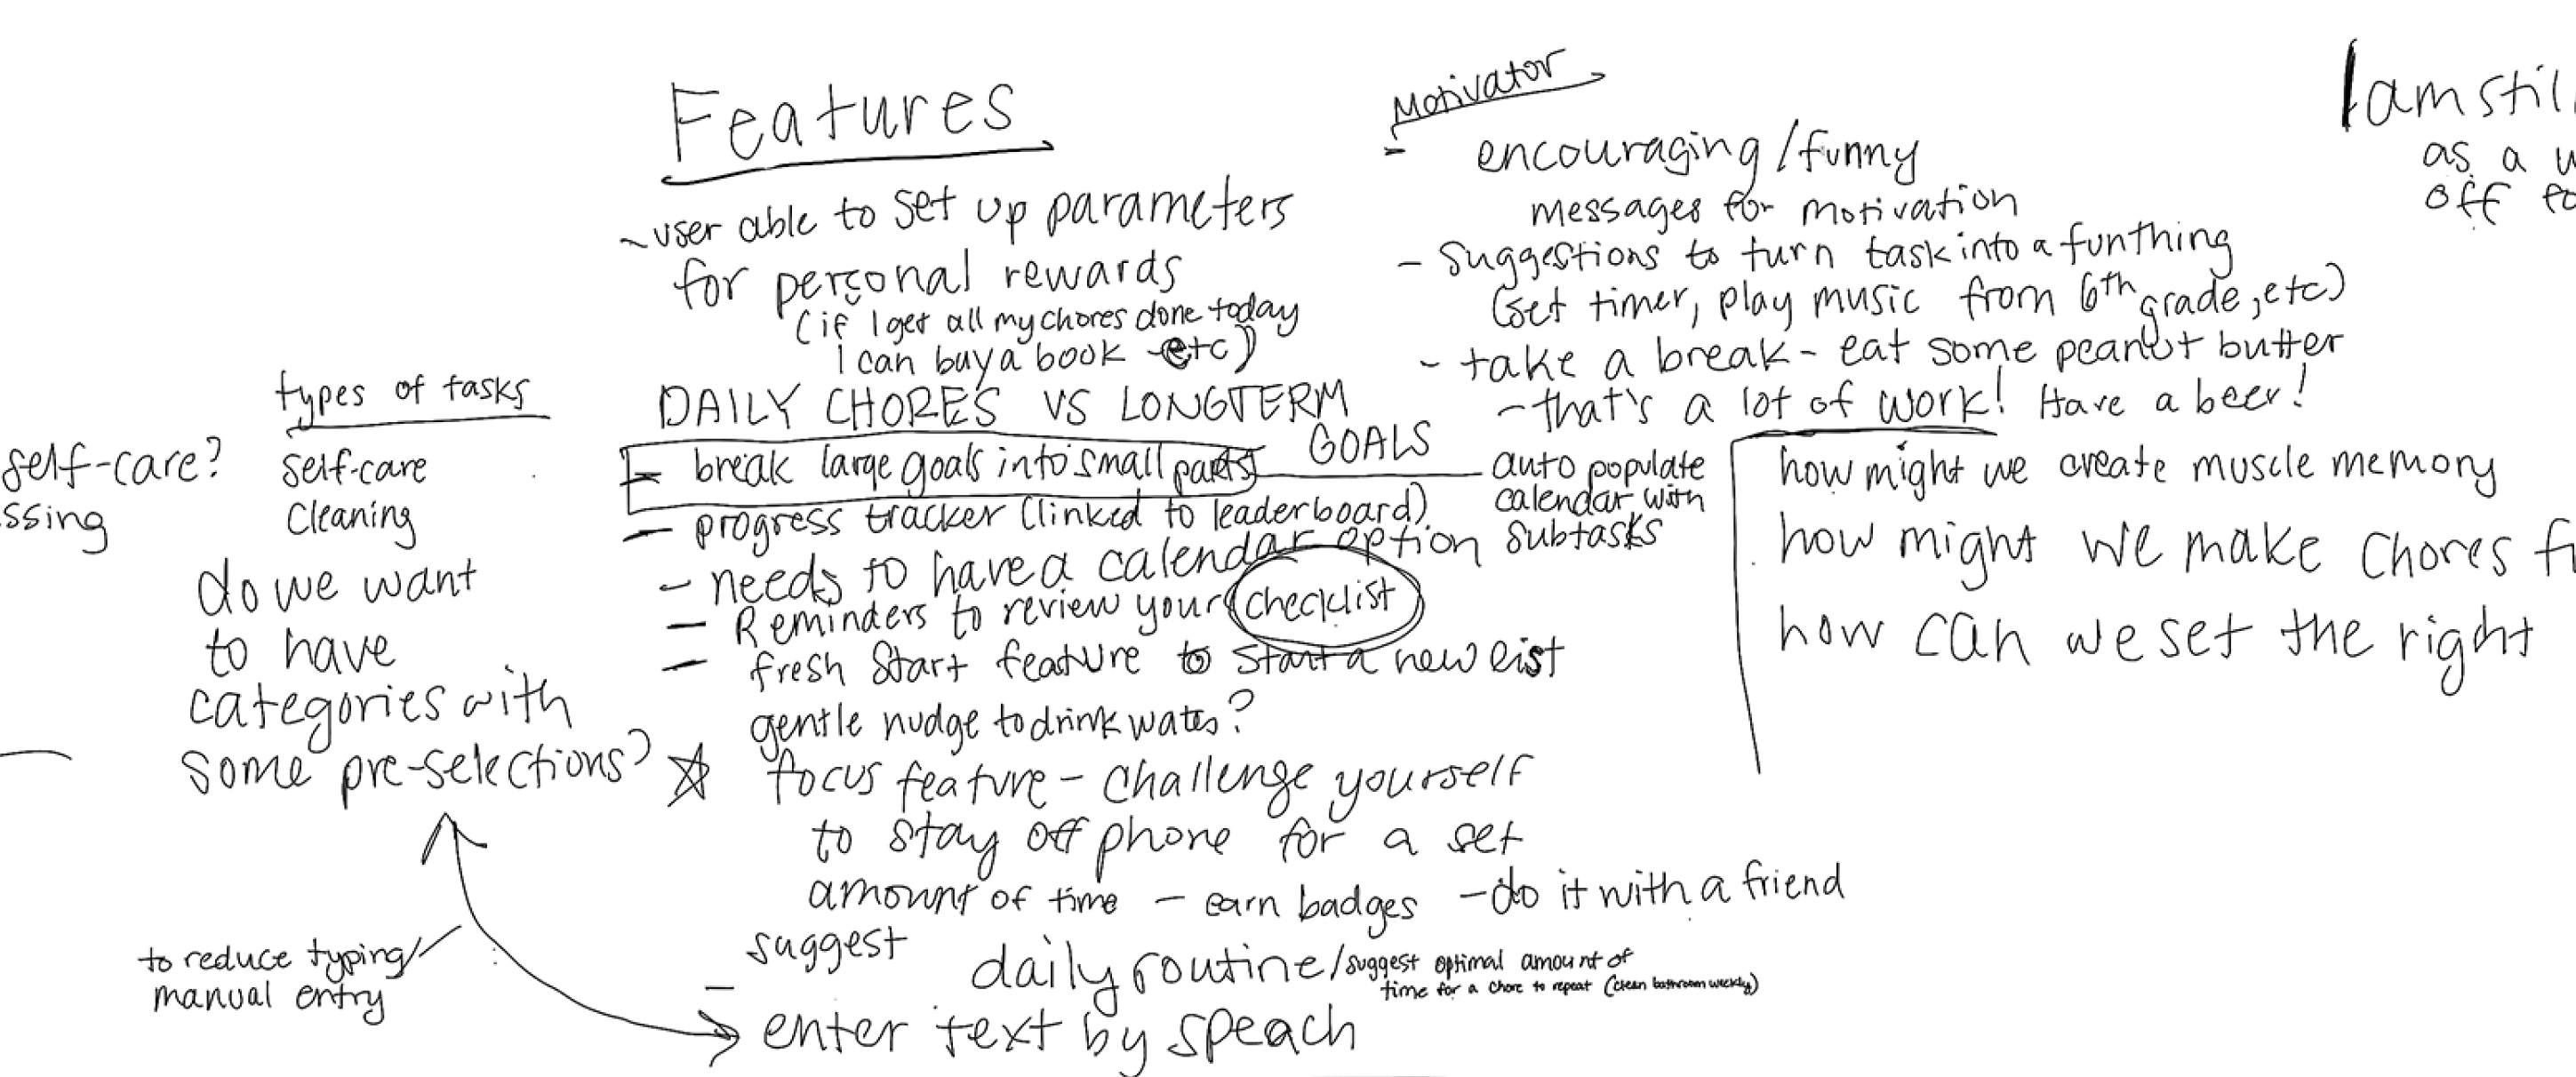 Features
~ user able to set up parameters
for personal rewards
(if I get all my chores done today
I can buy a book etc)
DAILY CHORES VS LONGTERM
GOALS
- break large goals into small parts
auto populate
calendar with
subtasks
- progress tracker (linked to leaderboard)
- needs to have a calendar option
- Reminders to review your checklist
- fresh start feature to start a new list
gentle nudge to drink water?
focus feature - challenge yourself
to stay off phone for a set
amount of time - earn badges - do it with a friend
- suggest daily routine / suggest optimal amount of
time for a chore to repeat (clean bathroom weekly)
enter text by speach
types of tasks
self-care
cleaning
self-care?
ssing
do we want
to have
categories with
some pre-selections?
to reduce typing/
manual entry
Motivator
- encouraging/funny
messages for motivation
- suggestions to turn task into a fun thing
(set timer, play music from 6th grade, etc)
- take a break - eat some peanut butter
- that's a lot of work! Have a beer!
how might we create muscle memory
how might we make chores f
how can we set the right
I am stil
as a w
off to